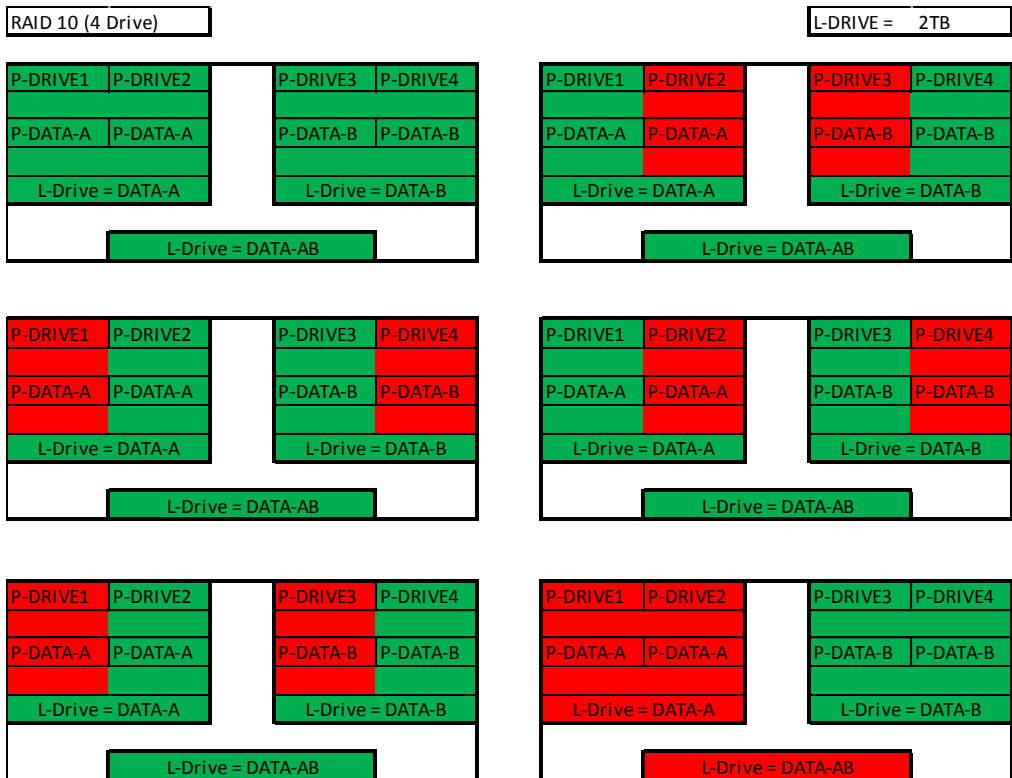 RAID 10 (4 Drive) L-DRIVE = 2TB
P-DRIVE1 P-DRIVE2 P-DRIVE3 P-DRIVE4 P-DRIVE1 P-DRIVE2 P-DRIVE3 P-DRIVE4
P-DATA-A P-DATA-A P-DATA-B P-DATA-B P-DATA-A P-DATA-A P-DATA-B P-DATA-B
L-Drive = DATA-A L-Drive = DATA-B L-Drive = DATA-A L-Drive = DATA-B
L-Drive = DATA-AB L-Drive = DATA-AB
P-DRIVE1 P-DRIVE2 P-DRIVE3 P-DRIVE4 P-DRIVE1 P-DRIVE2 P-DRIVE3 P-DRIVE4
P-DATA-A P-DATA-A P-DATA-B P-DATA-B P-DATA-A P-DATA-A P-DATA-B P-DATA-B
L-Drive = DATA-A L-Drive = DATA-B L-Drive = DATA-A L-Drive = DATA-B
L-Drive = DATA-AB L-Drive = DATA-AB
P-DRIVE1 P-DRIVE2 P-DRIVE3 P-DRIVE4 P-DRIVE1 P-DRIVE2 P-DRIVE3 P-DRIVE4
P-DATA-A P-DATA-A P-DATA-B P-DATA-B P-DATA-A P-DATA-A P-DATA-B P-DATA-B
L-Drive = DATA-A L-Drive = DATA-B L-Drive = DATA-A L-Drive = DATA-B
L-Drive = DATA-AB L-Drive = DATA-AB